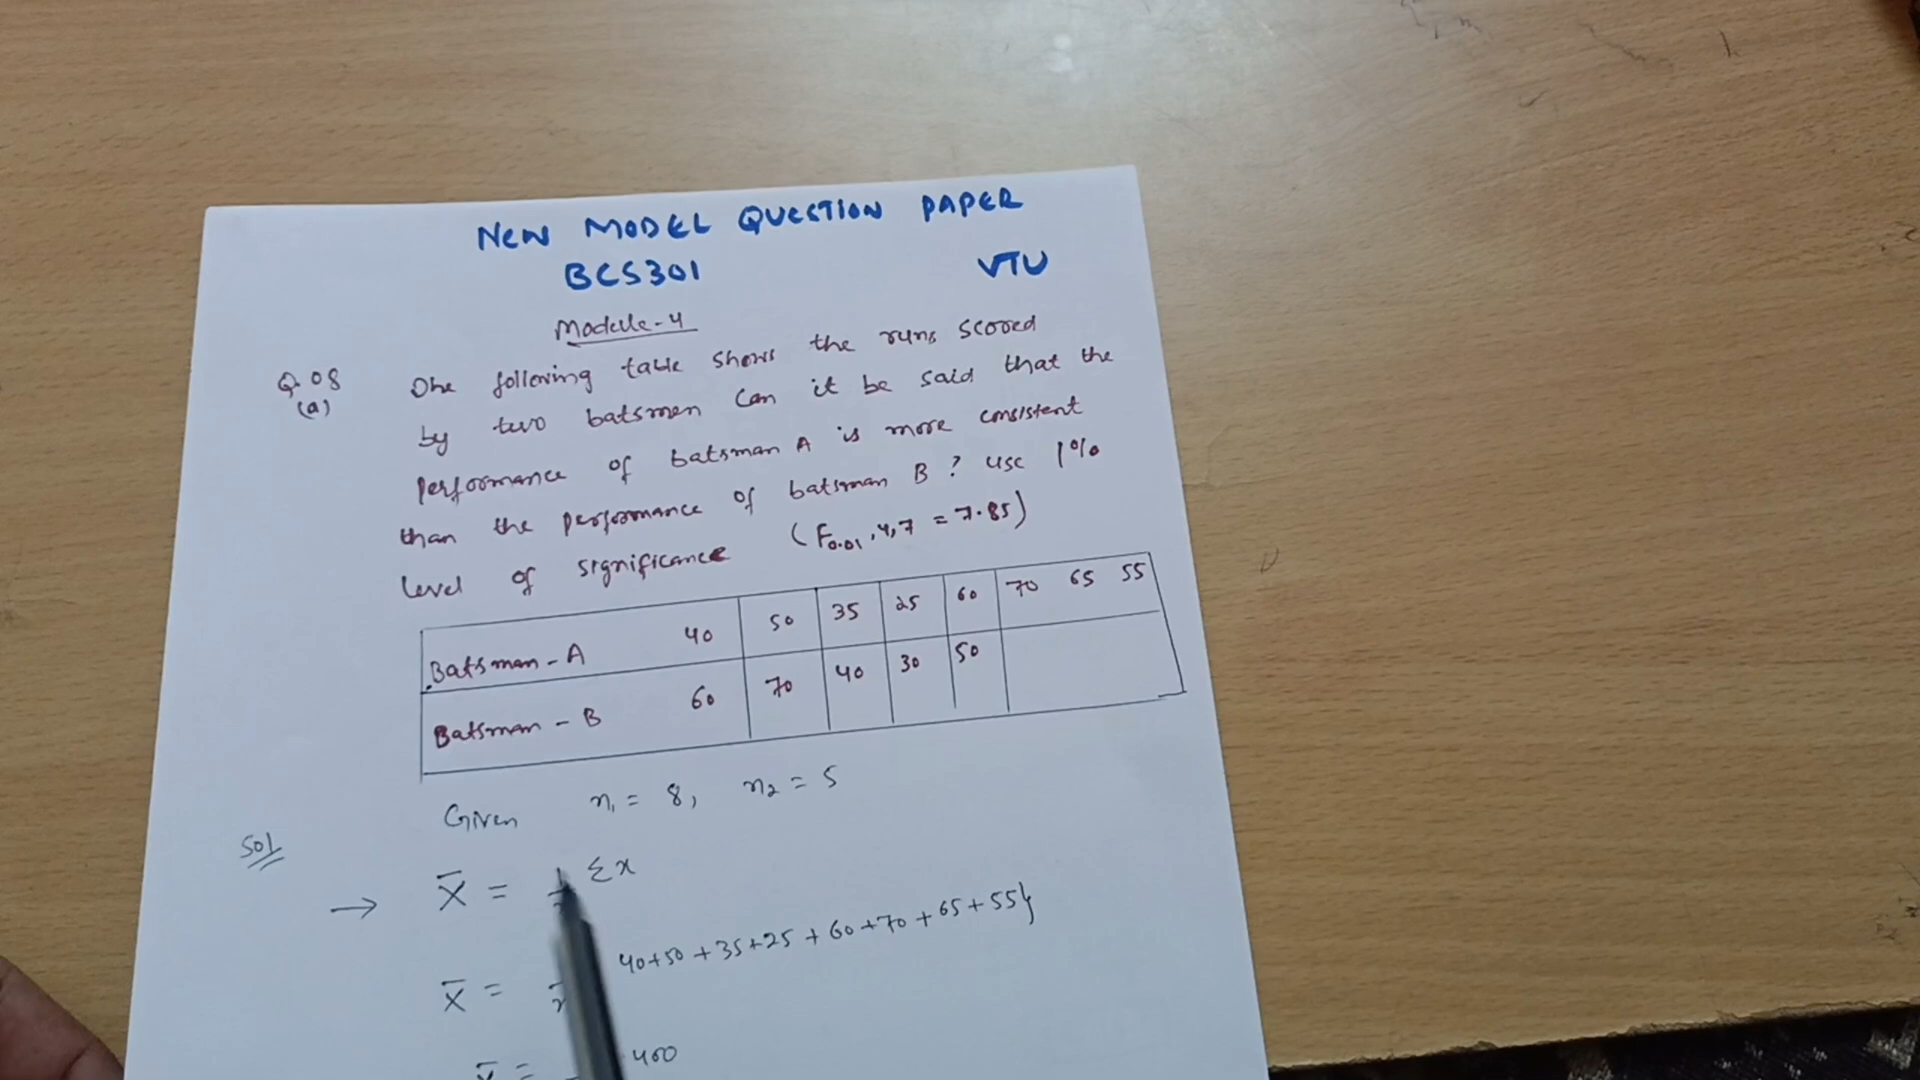 NEW MODEL QUESTION PAPER
BCS301 VTU
Module-4
Q.08 The following table shows the runs scored
(a) by two batsmen can it be said that the
performance of batsman A is more consistent
than the performance of batsman B? use 1%
level of significance (F0.01,4,7 = 7.85)
Batsman-A 40 50 35 25 60 70 65 55
Batsman-B 60 70 40 30 50
Sol Given n₁ = 8, n₂ = 5
→ X̄ = Σx
X̄ = 40+50+35+25+60+70+65+55}
400